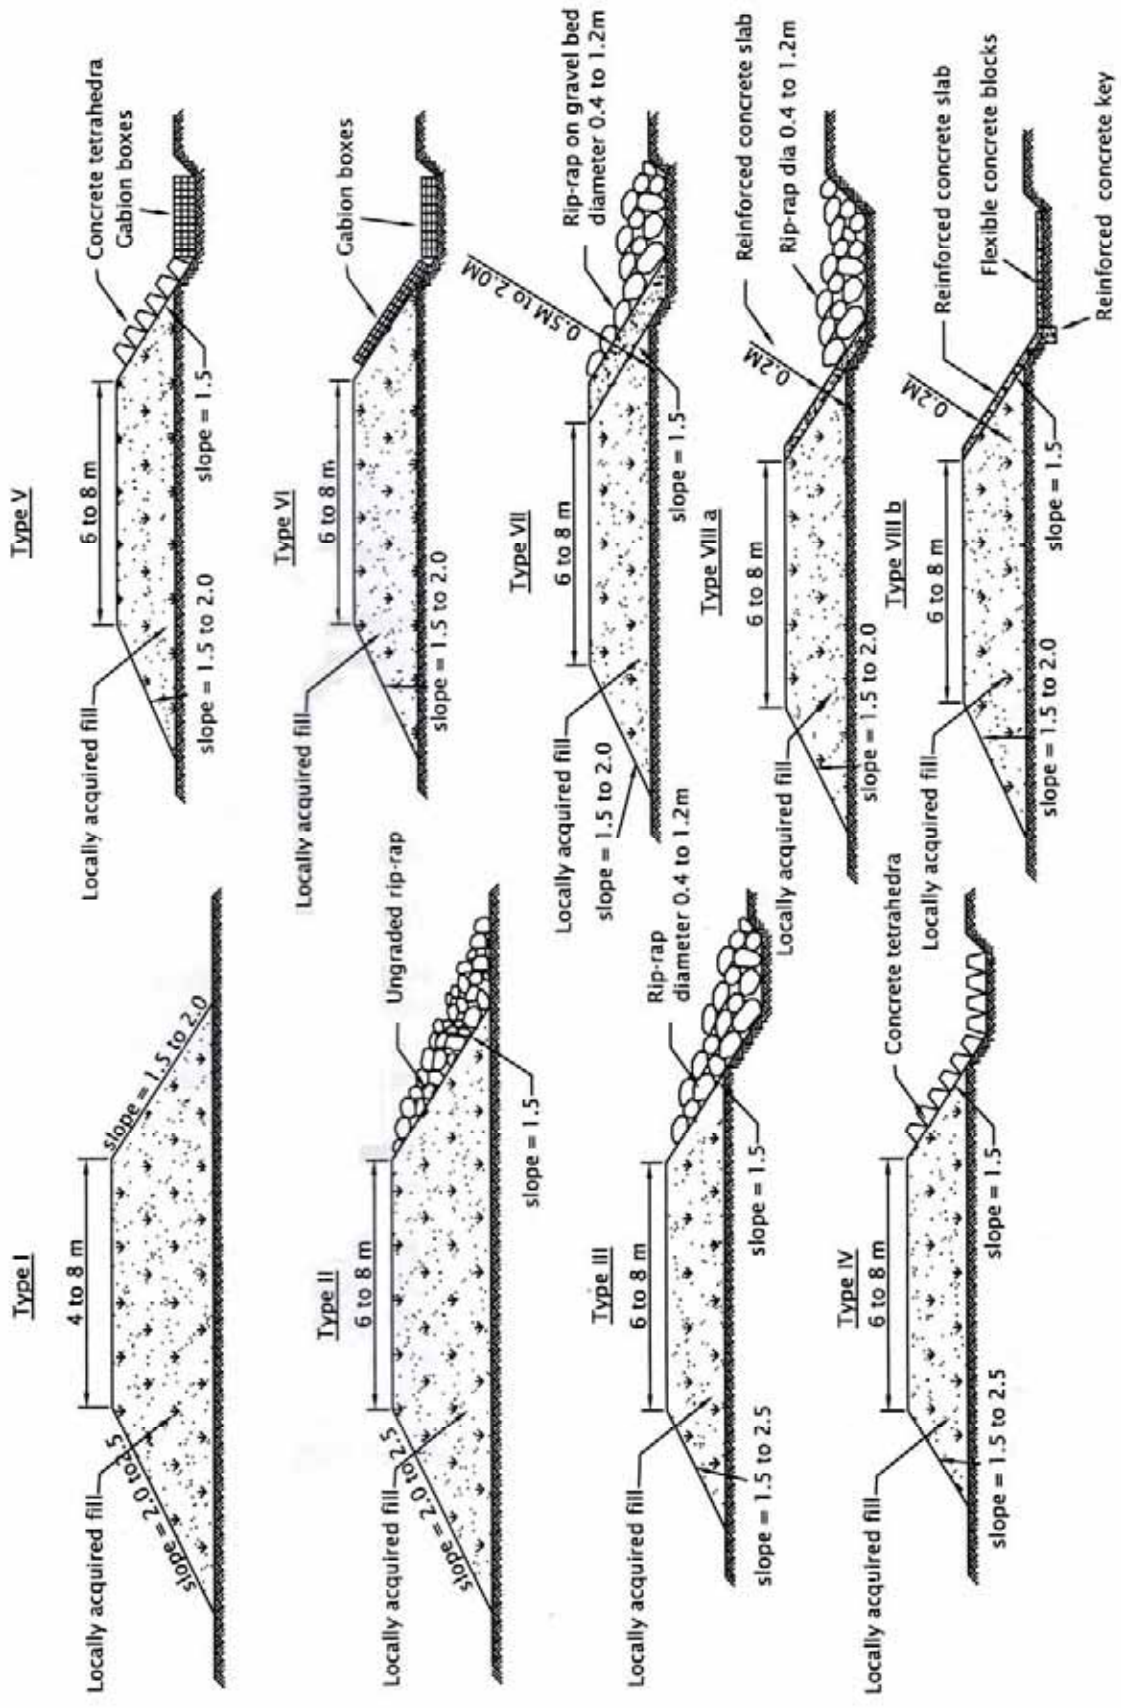 Type I
4 to 8 m
slope = 1.5 to 2.0
slope = 2.0 to 2.5
Locally acquired fill
Type II
6 to 8 m
Ungraded rip-rap
slope = 2.0 to 2.5
Locally acquired fill
slope = 1.5
Type III
6 to 8 m
Rip-rap
diameter 0.4 to 1.2m
Locally acquired fill
slope = 1.5 to 2.5
slope = 1.5
Type IV
6 to 8 m
Concrete tetrahedra
Locally acquired fill
slope = 1.5 to 2.5
slope = 1.5
Type V
6 to 8 m
Concrete tetrahedra
Gabion boxes
Locally acquired fill
slope = 1.5 to 2.0
slope = 1.5
Type VI
6 to 8 m
Gabion boxes
Locally acquired fill
slope = 1.5 to 2.0
Type VII
6 to 8 m
0.5M to 2.0M
Rip-rap on gravel bed
diameter 0.4 to 1.2m
Locally acquired fill
slope = 1.5 to 2.0
slope = 1.5
Type VIII a
6 to 8 m
0.2M
Reinforced concrete slab
Rip-rap dia 0.4 to 1.2m
Locally acquired fill
slope = 1.5 to 2.0
Type VIII b
6 to 8 m
0.2M
Reinforced concrete slab
Flexible concrete blocks
Reinforced concrete key
Locally acquired fill
slope = 1.5 to 2.0
slope = 1.5